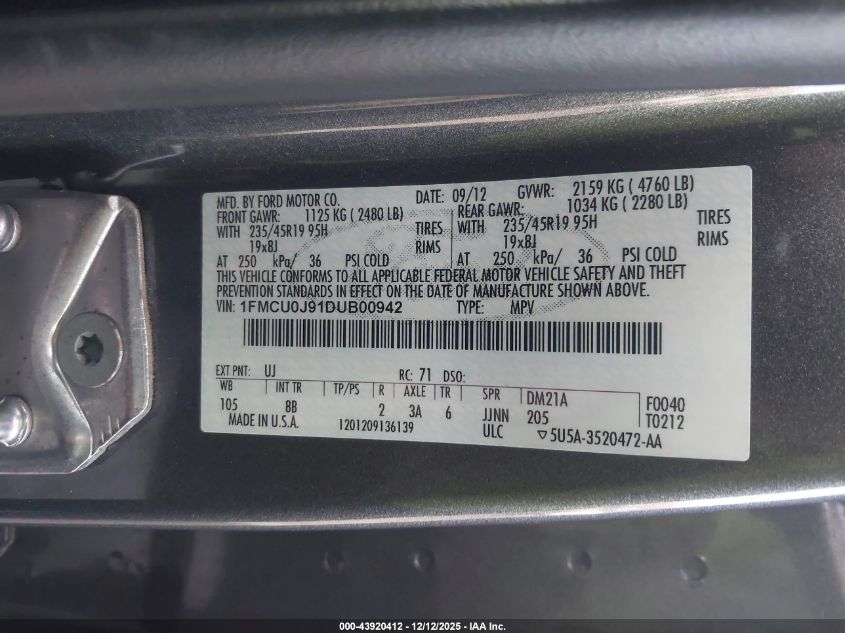 MFD. BY FORD MOTOR CO. DATE: 09/12 GVWR: 2159 KG ( 4760 LB)
FRONT GAWR: 1125 KG ( 2480 LB) REAR GAWR: 1034 KG ( 2280 LB)
WITH 235/45R19 95H TIRES WITH 235/45R19 95H TIRES
19x8J RIMS 19x8J RIMS
AT 250 kPa/ 36 PSI COLD AT 250 kPa/ 36 PSI COLD
THIS VEHICLE CONFORMS TO ALL APPLICABLE FEDERAL MOTOR VEHICLE SAFETY AND THEFT
PREVENTION STANDARDS IN EFFECT ON THE DATE OF MANUFACTURE SHOWN ABOVE.
VIN: 1FMCU0J91DUB00942 TYPE: MPV
EXT PNT: UJ RC: 71 DSO:
WB INT TR TP/PS R AXLE TR SPR DM21A F0040
105 8B 2 3A 6 JJNN 205 T0212
MADE IN U.S.A. 1201209136139 ULC ▽5U5A-3520472-AA
000-43920412 - 12/12/2025 - IAA Inc.